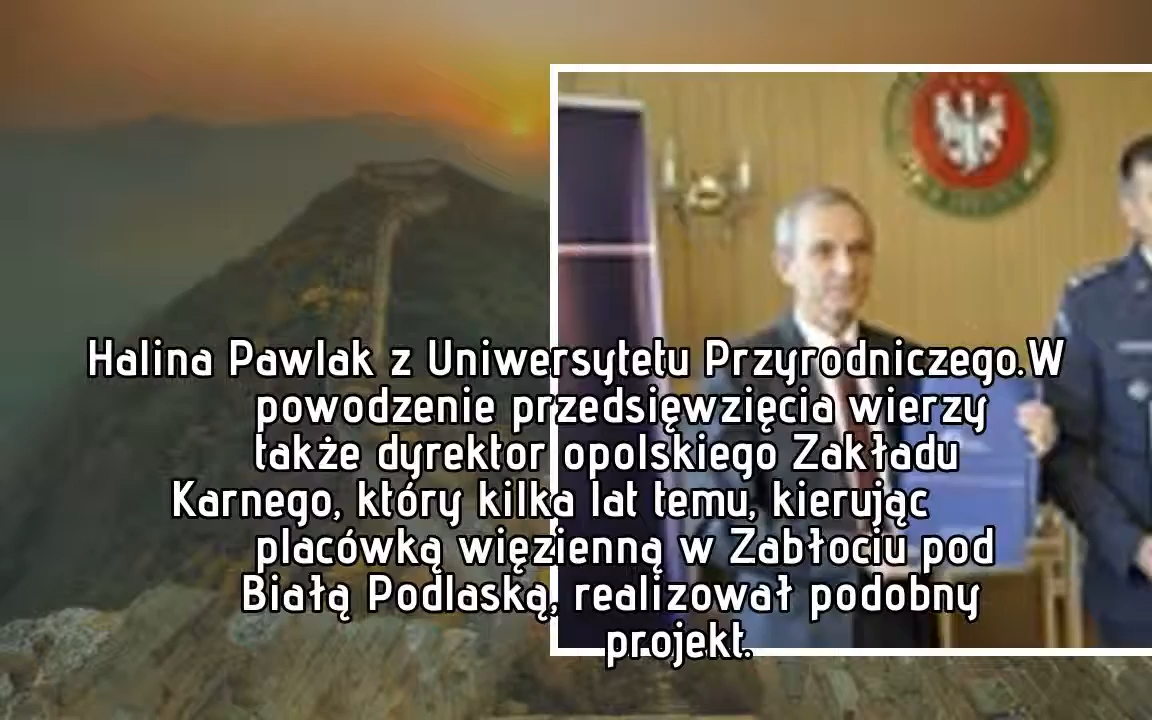 Halina Pawlak z Uniwersytetu Przyrodniczego.W
powodzenie przedsięwzięcia wierzy
także dyrektor opolskiego Zakładu
Karnego, który kilka lat temu, kierując
placówką więzienną w Zabłociu pod
Białą Podlaską, realizował podobny
projekt.